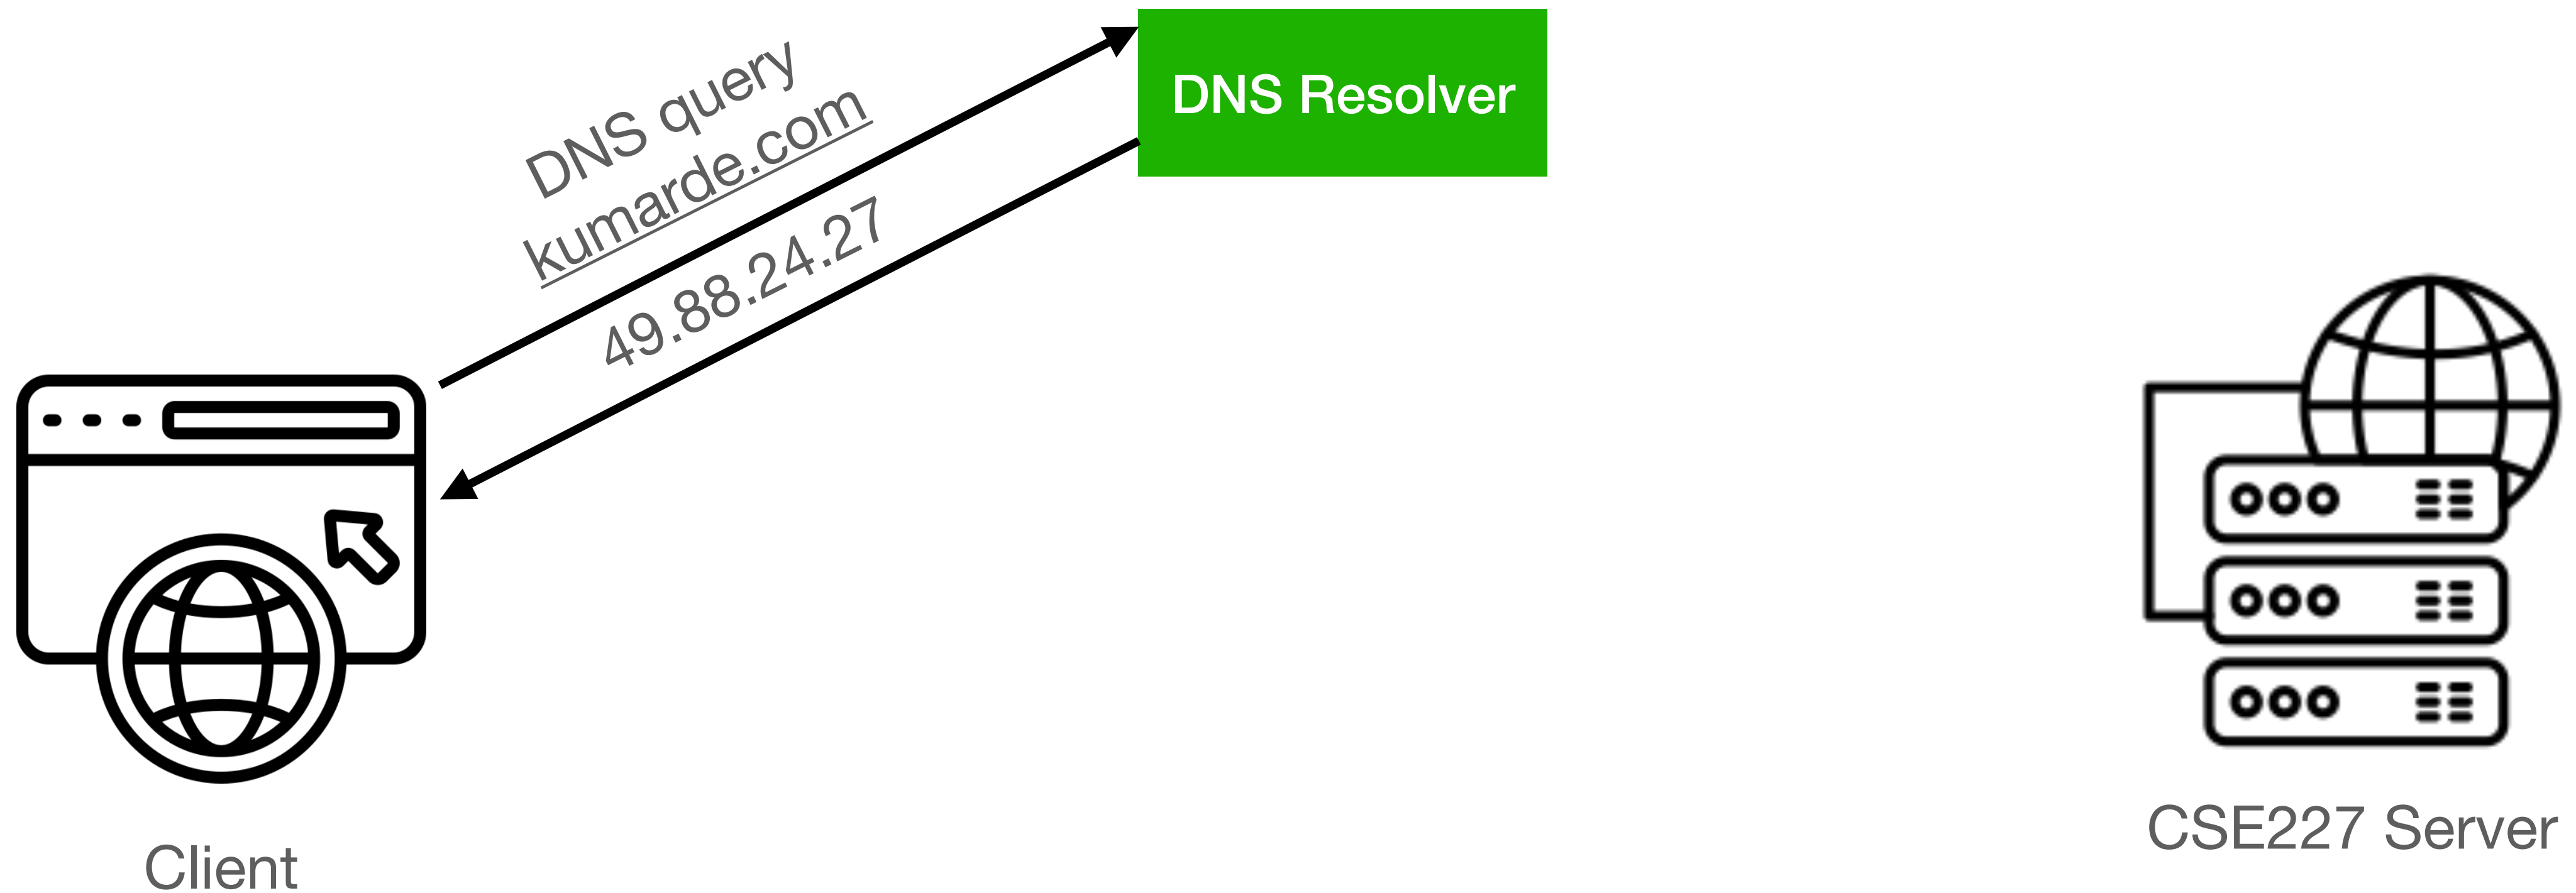 DNS query
kumarde.com
49.88.24.27
DNS Resolver
Client
CSE227 Server